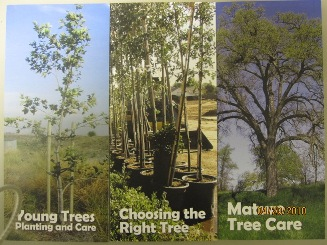 Young Trees
Planting and Care
Choosing the
Right Tree
Mature
Tree Care